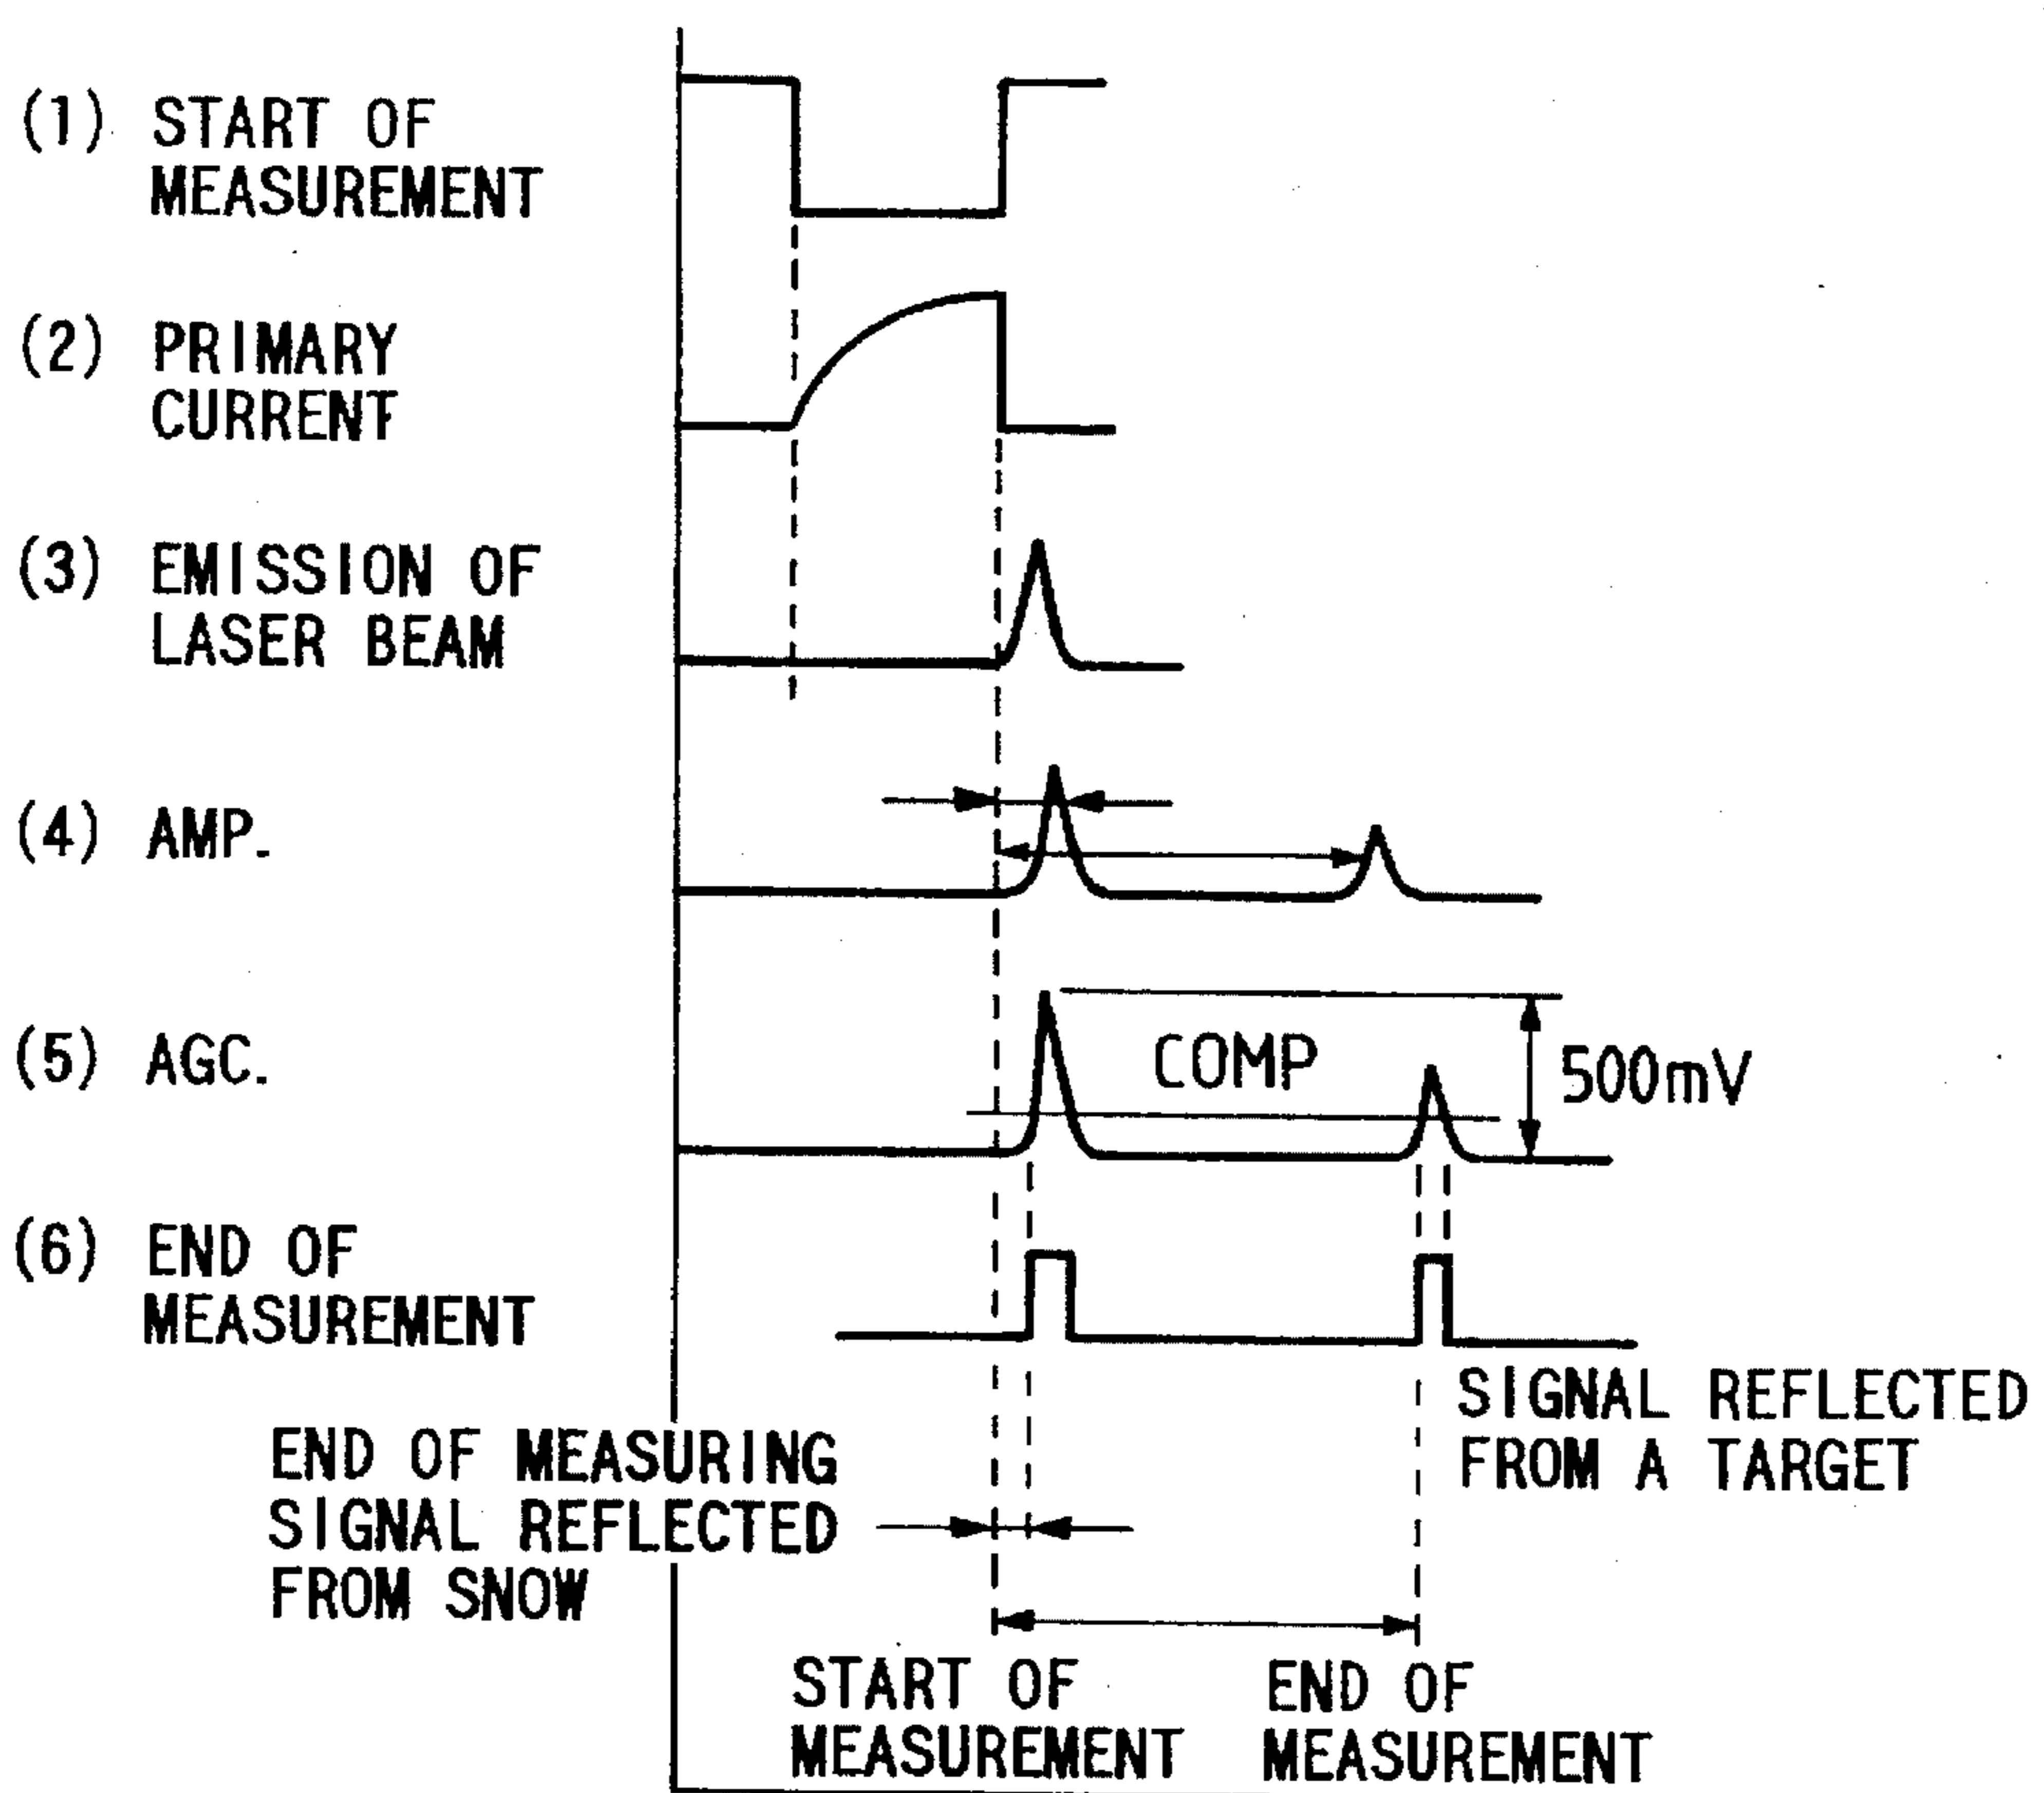 (1) START OF
MEASUREMENT
(2) PRIMARY
CURRENT
(3) EMISSION OF
LASER BEAM
(4) AMP.
(5) AGC.
COMP
500mV
(6) END OF
MEASUREMENT
SIGNAL REFLECTED
FROM A TARGET
END OF MEASURING
SIGNAL REFLECTED
FROM SNOW
START OF
MEASUREMENT
END OF
MEASUREMENT